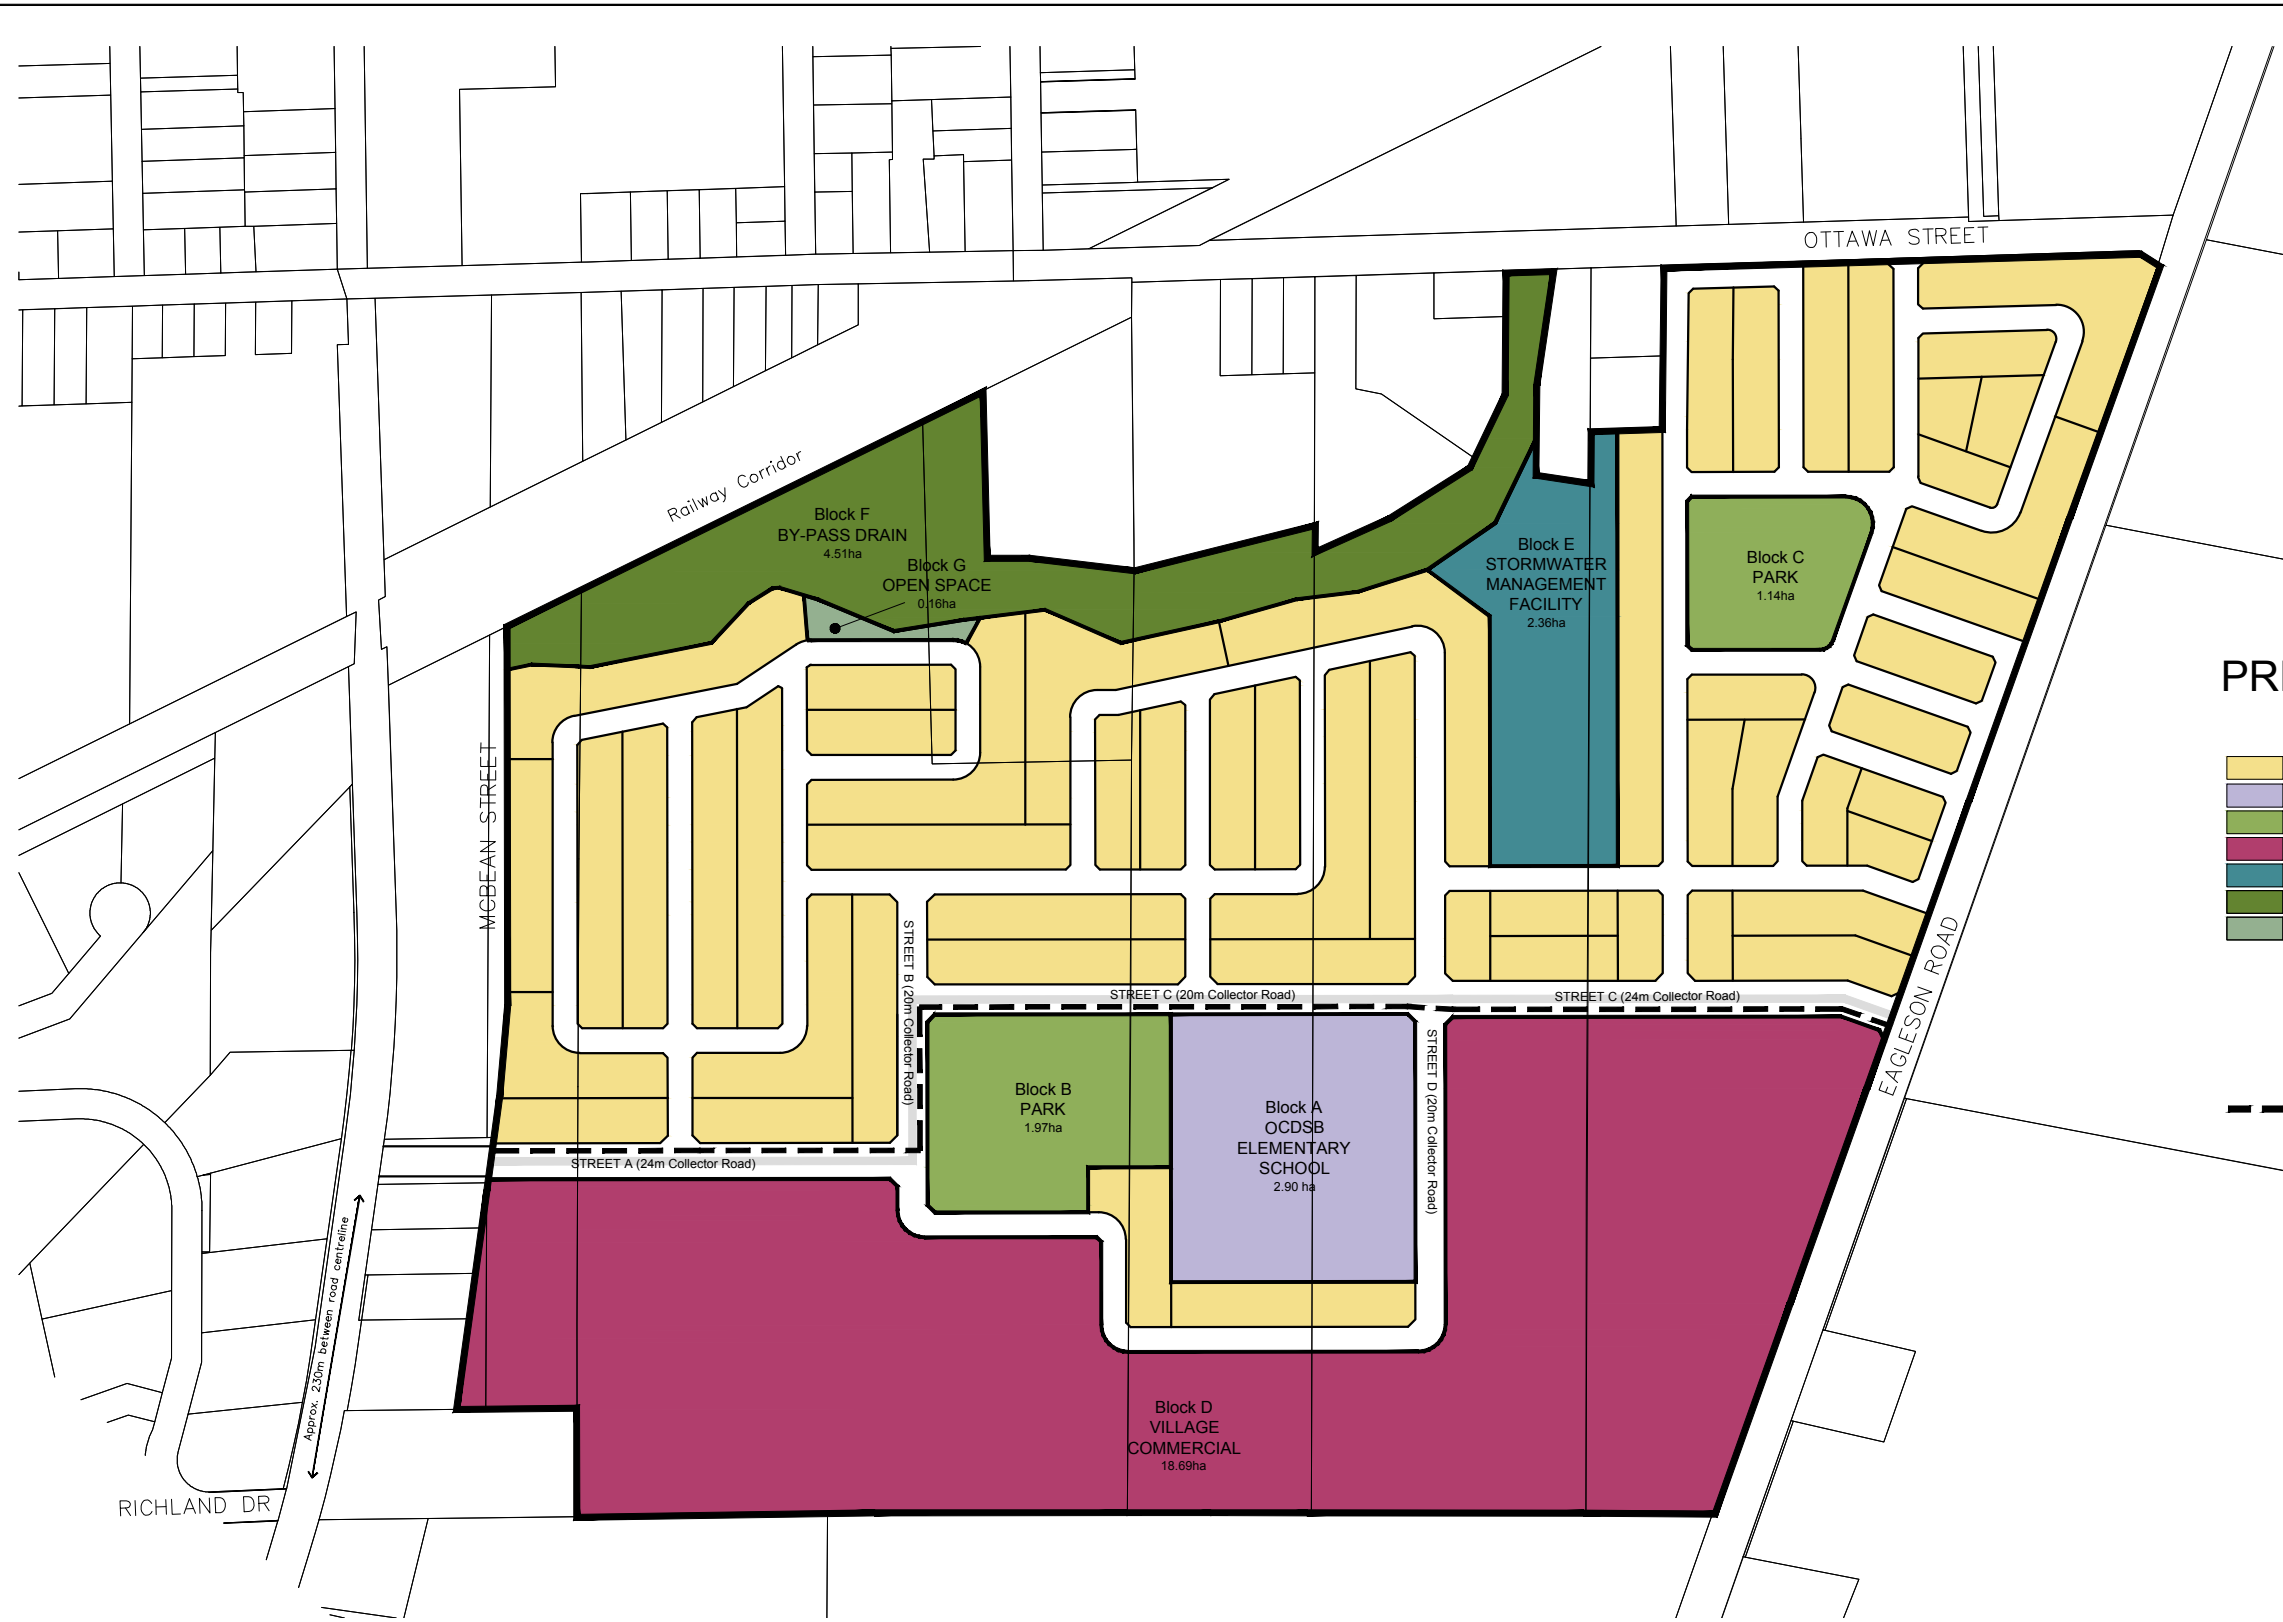 OTTAWA STREET
Railway Corridor
Block F
BY-PASS DRAIN
4.51ha
Block G
OPEN SPACE
0.16ha
Block E
STORMWATER
MANAGEMENT
FACILITY
2.36ha
Block C
PARK
1.14ha
PR
MCBEAN STREET
STREET B (20m Collector Road)
STREET C (20m Collector Road)
STREET C (24m Collector Road)
EAGLESON ROAD
STREET D (20m Collector Road)
Block B
PARK
1.97ha
Block A
OCDSB
ELEMENTARY
SCHOOL
2.90 ha
STREET A (24m Collector Road)
Approx. 230m between road centreline
Block D
VILLAGE
COMMERCIAL
18.69ha
RICHLAND DR